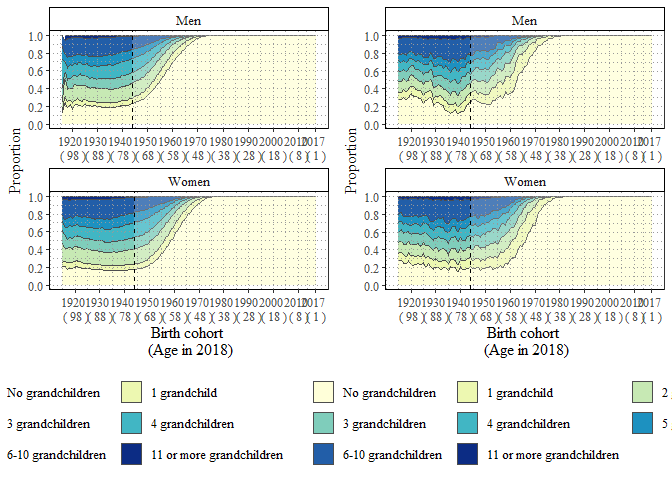 Men
Men
Proportion
1.0
0.8
0.6
0.4
0.2
0.0
1920 1930 1940 1950 1960 1970 1980 1990 2000 2010 2017
( 98 )( 88 )( 78 )( 68 )( 58 )( 48 )( 38 )( 28 )( 18 )( 8 )( 1 )
Proportion
1.0
0.8
0.6
0.4
0.2
0.0
1920 1930 1940 1950 1960 1970 1980 1990 2000 2010 2017
( 98 )( 88 )( 78 )( 68 )( 58 )( 48 )( 38 )( 28 )( 18 )( 8 )( 1 )
Women
Women
1.0
0.8
0.6
0.4
0.2
0.0
1920 1930 1940 1950 1960 1970 1980 1990 2000 2010 2017
( 98 )( 88 )( 78 )( 68 )( 58 )( 48 )( 38 )( 28 )( 18 )( 8 )( 1 )
1.0
0.8
0.6
0.4
0.2
0.0
1920 1930 1940 1950 1960 1970 1980 1990 2000 2010 2017
( 98 )( 88 )( 78 )( 68 )( 58 )( 48 )( 38 )( 28 )( 18 )( 8 )( 1 )
Birth cohort
(Age in 2018)
Birth cohort
(Age in 2018)
No grandchildren 1 grandchild No grandchildren 1 grandchild 2
3 grandchildren 4 grandchildren 3 grandchildren 4 grandchildren 5
6-10 grandchildren 11 or more grandchildren 6-10 grandchildren 11 or more grandchildren